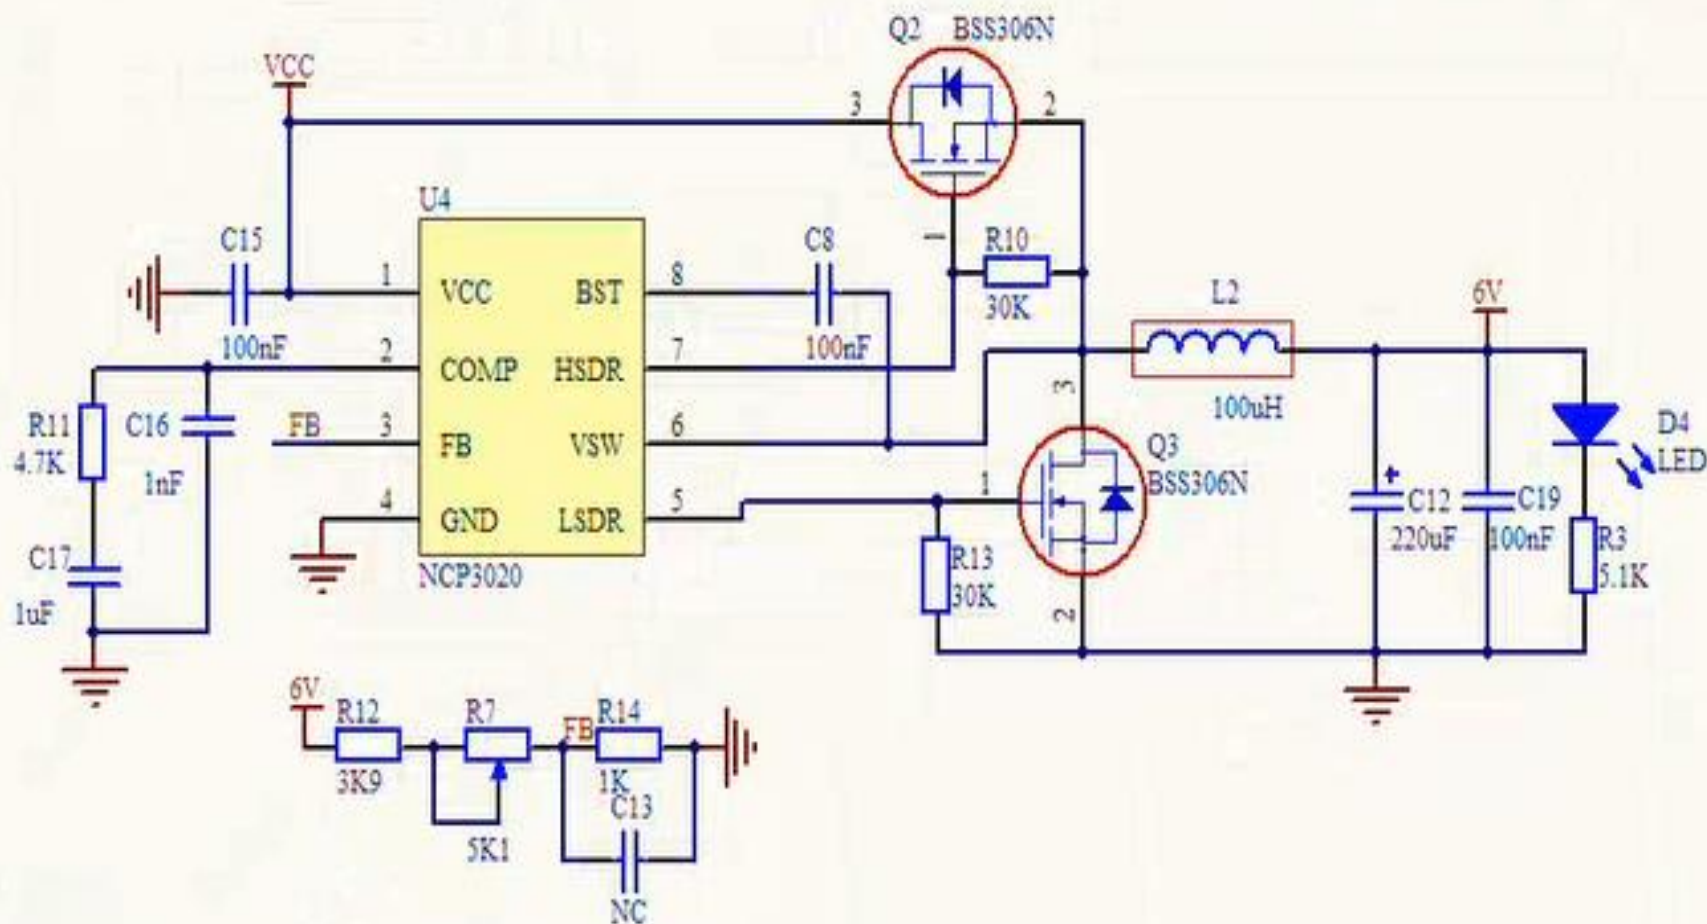 Q2 BSS306N
VCC
3
2
U4
C15
C8
1
R10
1
VCC
BST
8
30K
L2
6V
100nF
100nF
2
COMP
HSDR
7
3
100uH
R11
C16
FB
3
FB
VSW
6
Q3
D4
4.7K
1nF
1
BSS306N
LED
4
GND
LSDR
5
C12
C19
220uF
100nF
R3
C17
NCP3020
R13
5.1K
1uF
30K
2
6V
R12
R7
FB
R14
3K9
1K
C13
5K1
NC